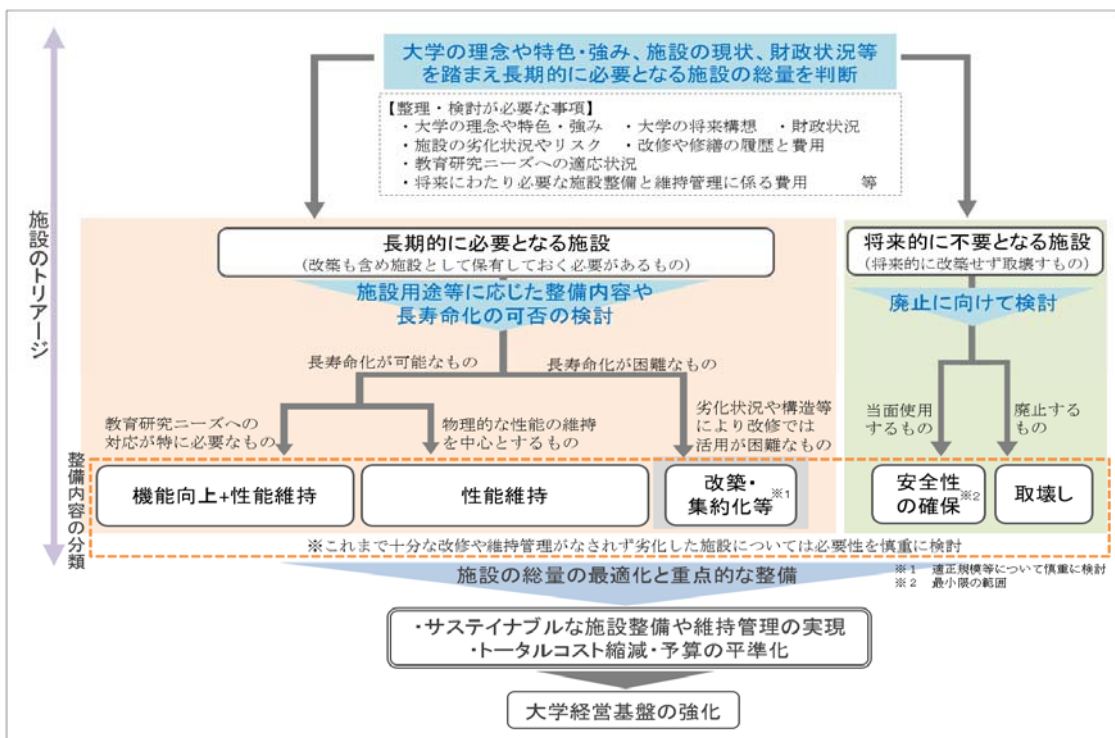 大学の理念や特色・強み、施設の現状、財政状況等
を踏まえ長期的に必要となる施設の総量を判断
【整理・検討が必要な事項】
・大学の理念や特色・強み　・大学の将来構想　・財政状況
・施設の劣化状況やリスク　・改修や修繕の履歴と費用
・教育研究ニーズへの適応状況
・将来にわたり必要な施設整備と維持管理に係る費用　等
施設のトリアージ
長期的に必要となる施設
(改築も含め施設として保有しておく必要があるもの)
施設用途等に応じた整備内容や
長寿命化の可否の検討
将来的に不要となる施設
(将来的に改築せず取壊すもの)
廃止に向けて検討
長寿命化が可能なもの
長寿命化が困難なもの
教育研究ニーズへの
対応が特に必要なもの
物理的な性能の維持
を中心とするもの
劣化状況や構造等
により改修では
活用が困難なもの
当面使用
するもの
廃止する
もの
整備内容の分類
機能向上+性能維持
性能維持
改築・
集約化等※1
安全性
の確保※2
取壊し
※これまで十分な改修や維持管理がなされず劣化した施設については必要性を慎重に検討
施設の総量の最適化と重点的な整備
※1　適正規模等について慎重に検討
※2　最小限の範囲
・サステイナブルな施設整備や維持管理の実現
・トータルコスト縮減・予算の平準化
大学経営基盤の強化